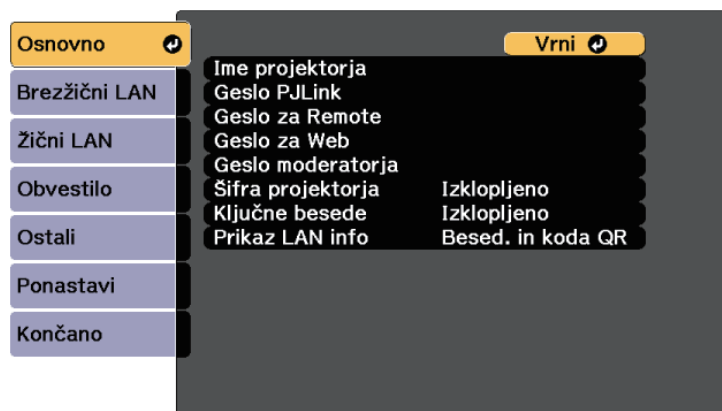 Osnovno
Brezžični LAN
Žični LAN
Obvestilo
Ostali
Ponastavi
Končano
Vrni
Ime projektorja
Geslo PJLink
Geslo za Remote
Geslo za Web
Geslo moderatorja
Šifra projektorja Izklopljeno
Ključne besede Izklopljeno
Prikaz LAN info Besed. in koda QR